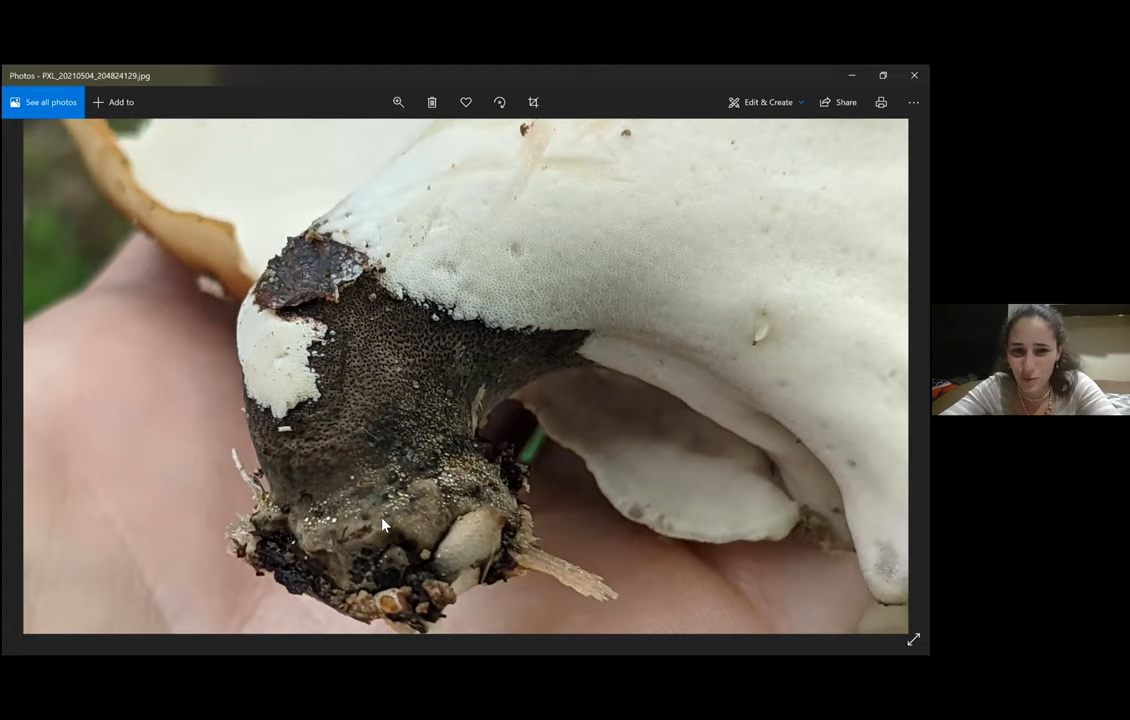 Photos - PXL_20210504_204824129.jpg
See all photos
Add to
Edit & Create
Share